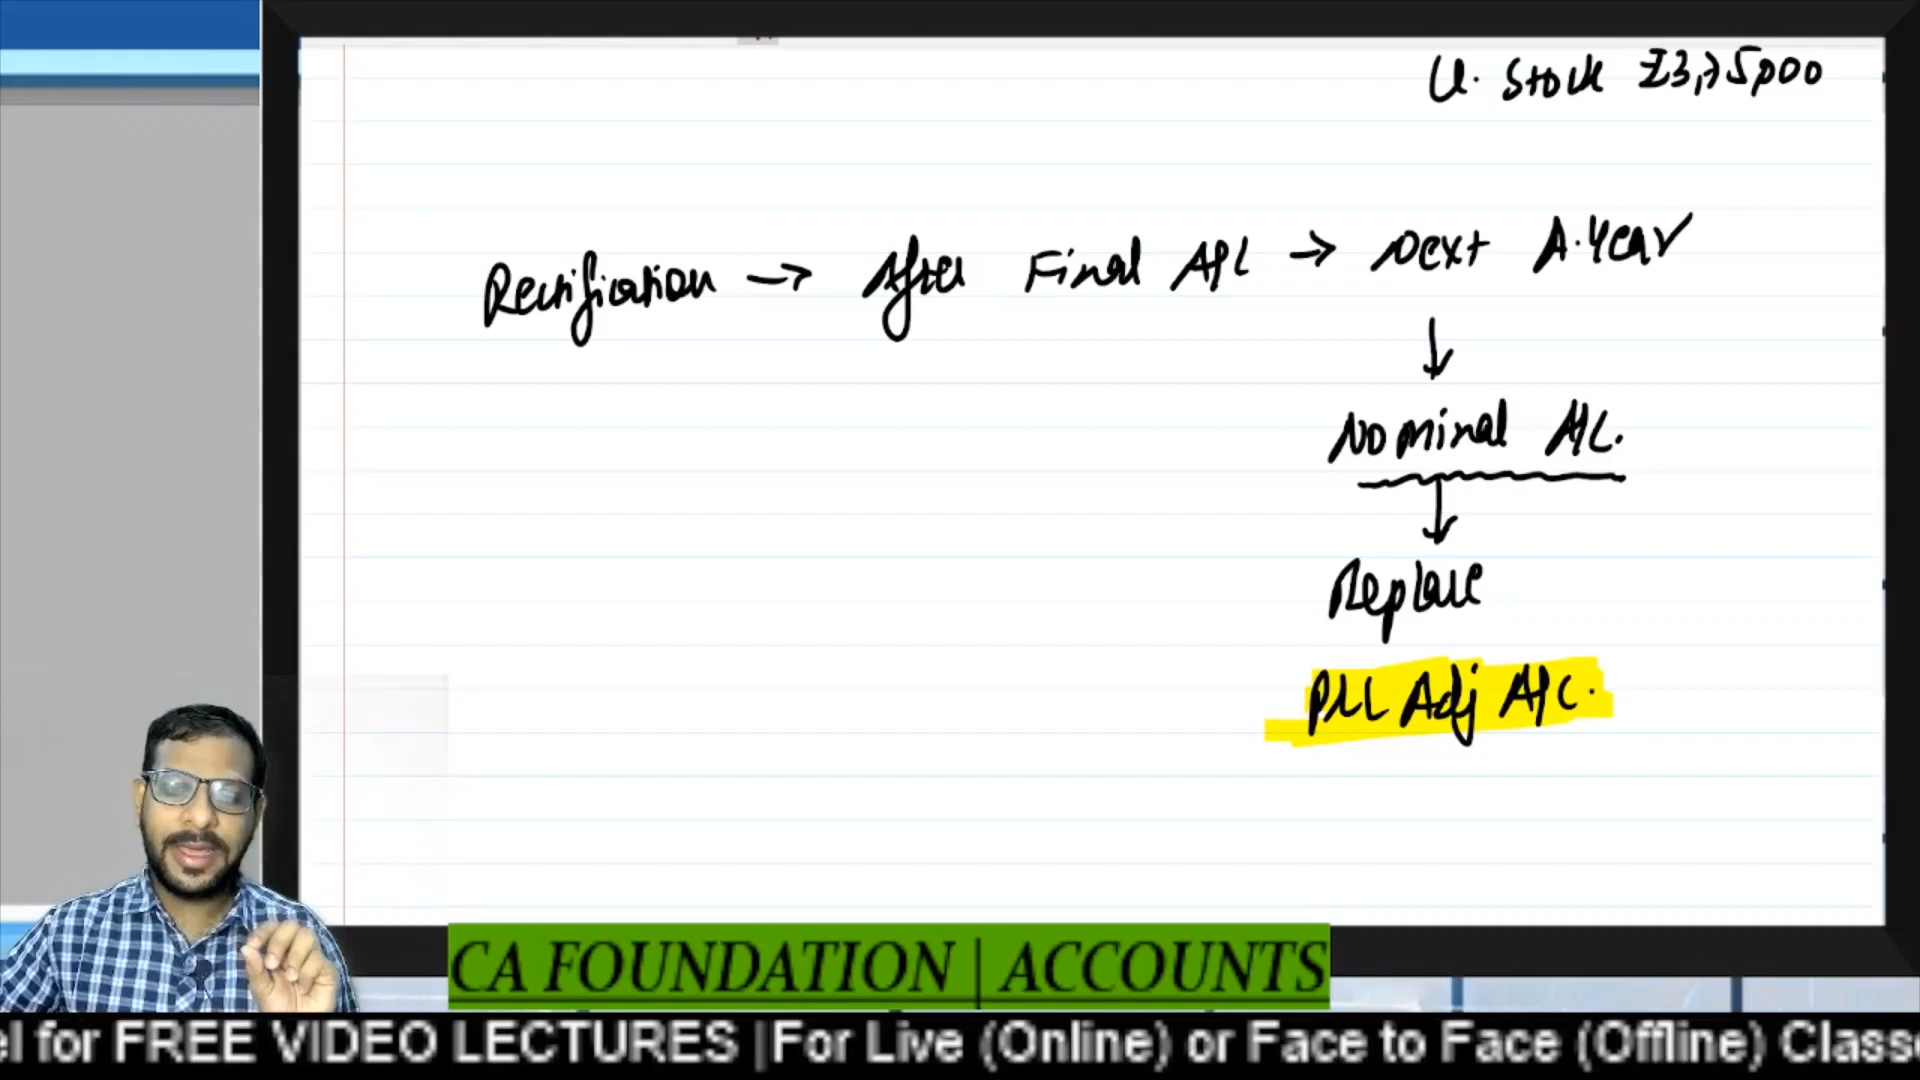 Cl. Stock ₹3,75,000
Rectification → After Final A/c → Next A.Year
↓
Nominal A/c.
↓
Replace
P&L Adj A/c.
CA FOUNDATION | ACCOUNTS
el for FREE VIDEO LECTURES |For Live (Online) or Face to Face (Offline) Classe